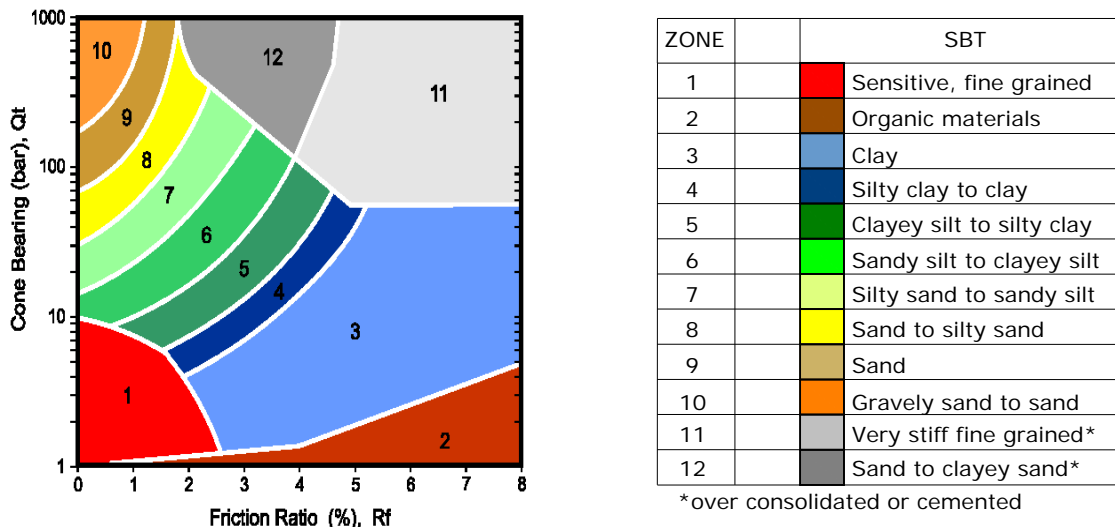 1000
100
10
1
Cone Bearing (bar), Qt
10
12
11
9
8
7
6
5
4
3
1
2
0 1 2 3 4 5 6 7 8
Friction Ratio (%), Rf
ZONE SBT
1 Sensitive, fine grained
2 Organic materials
3 Clay
4 Silty clay to clay
5 Clayey silt to silty clay
6 Sandy silt to clayey silt
7 Silty sand to sandy silt
8 Sand to silty sand
9 Sand
10 Gravely sand to sand
11 Very stiff fine grained*
12 Sand to clayey sand*
*over consolidated or cemented